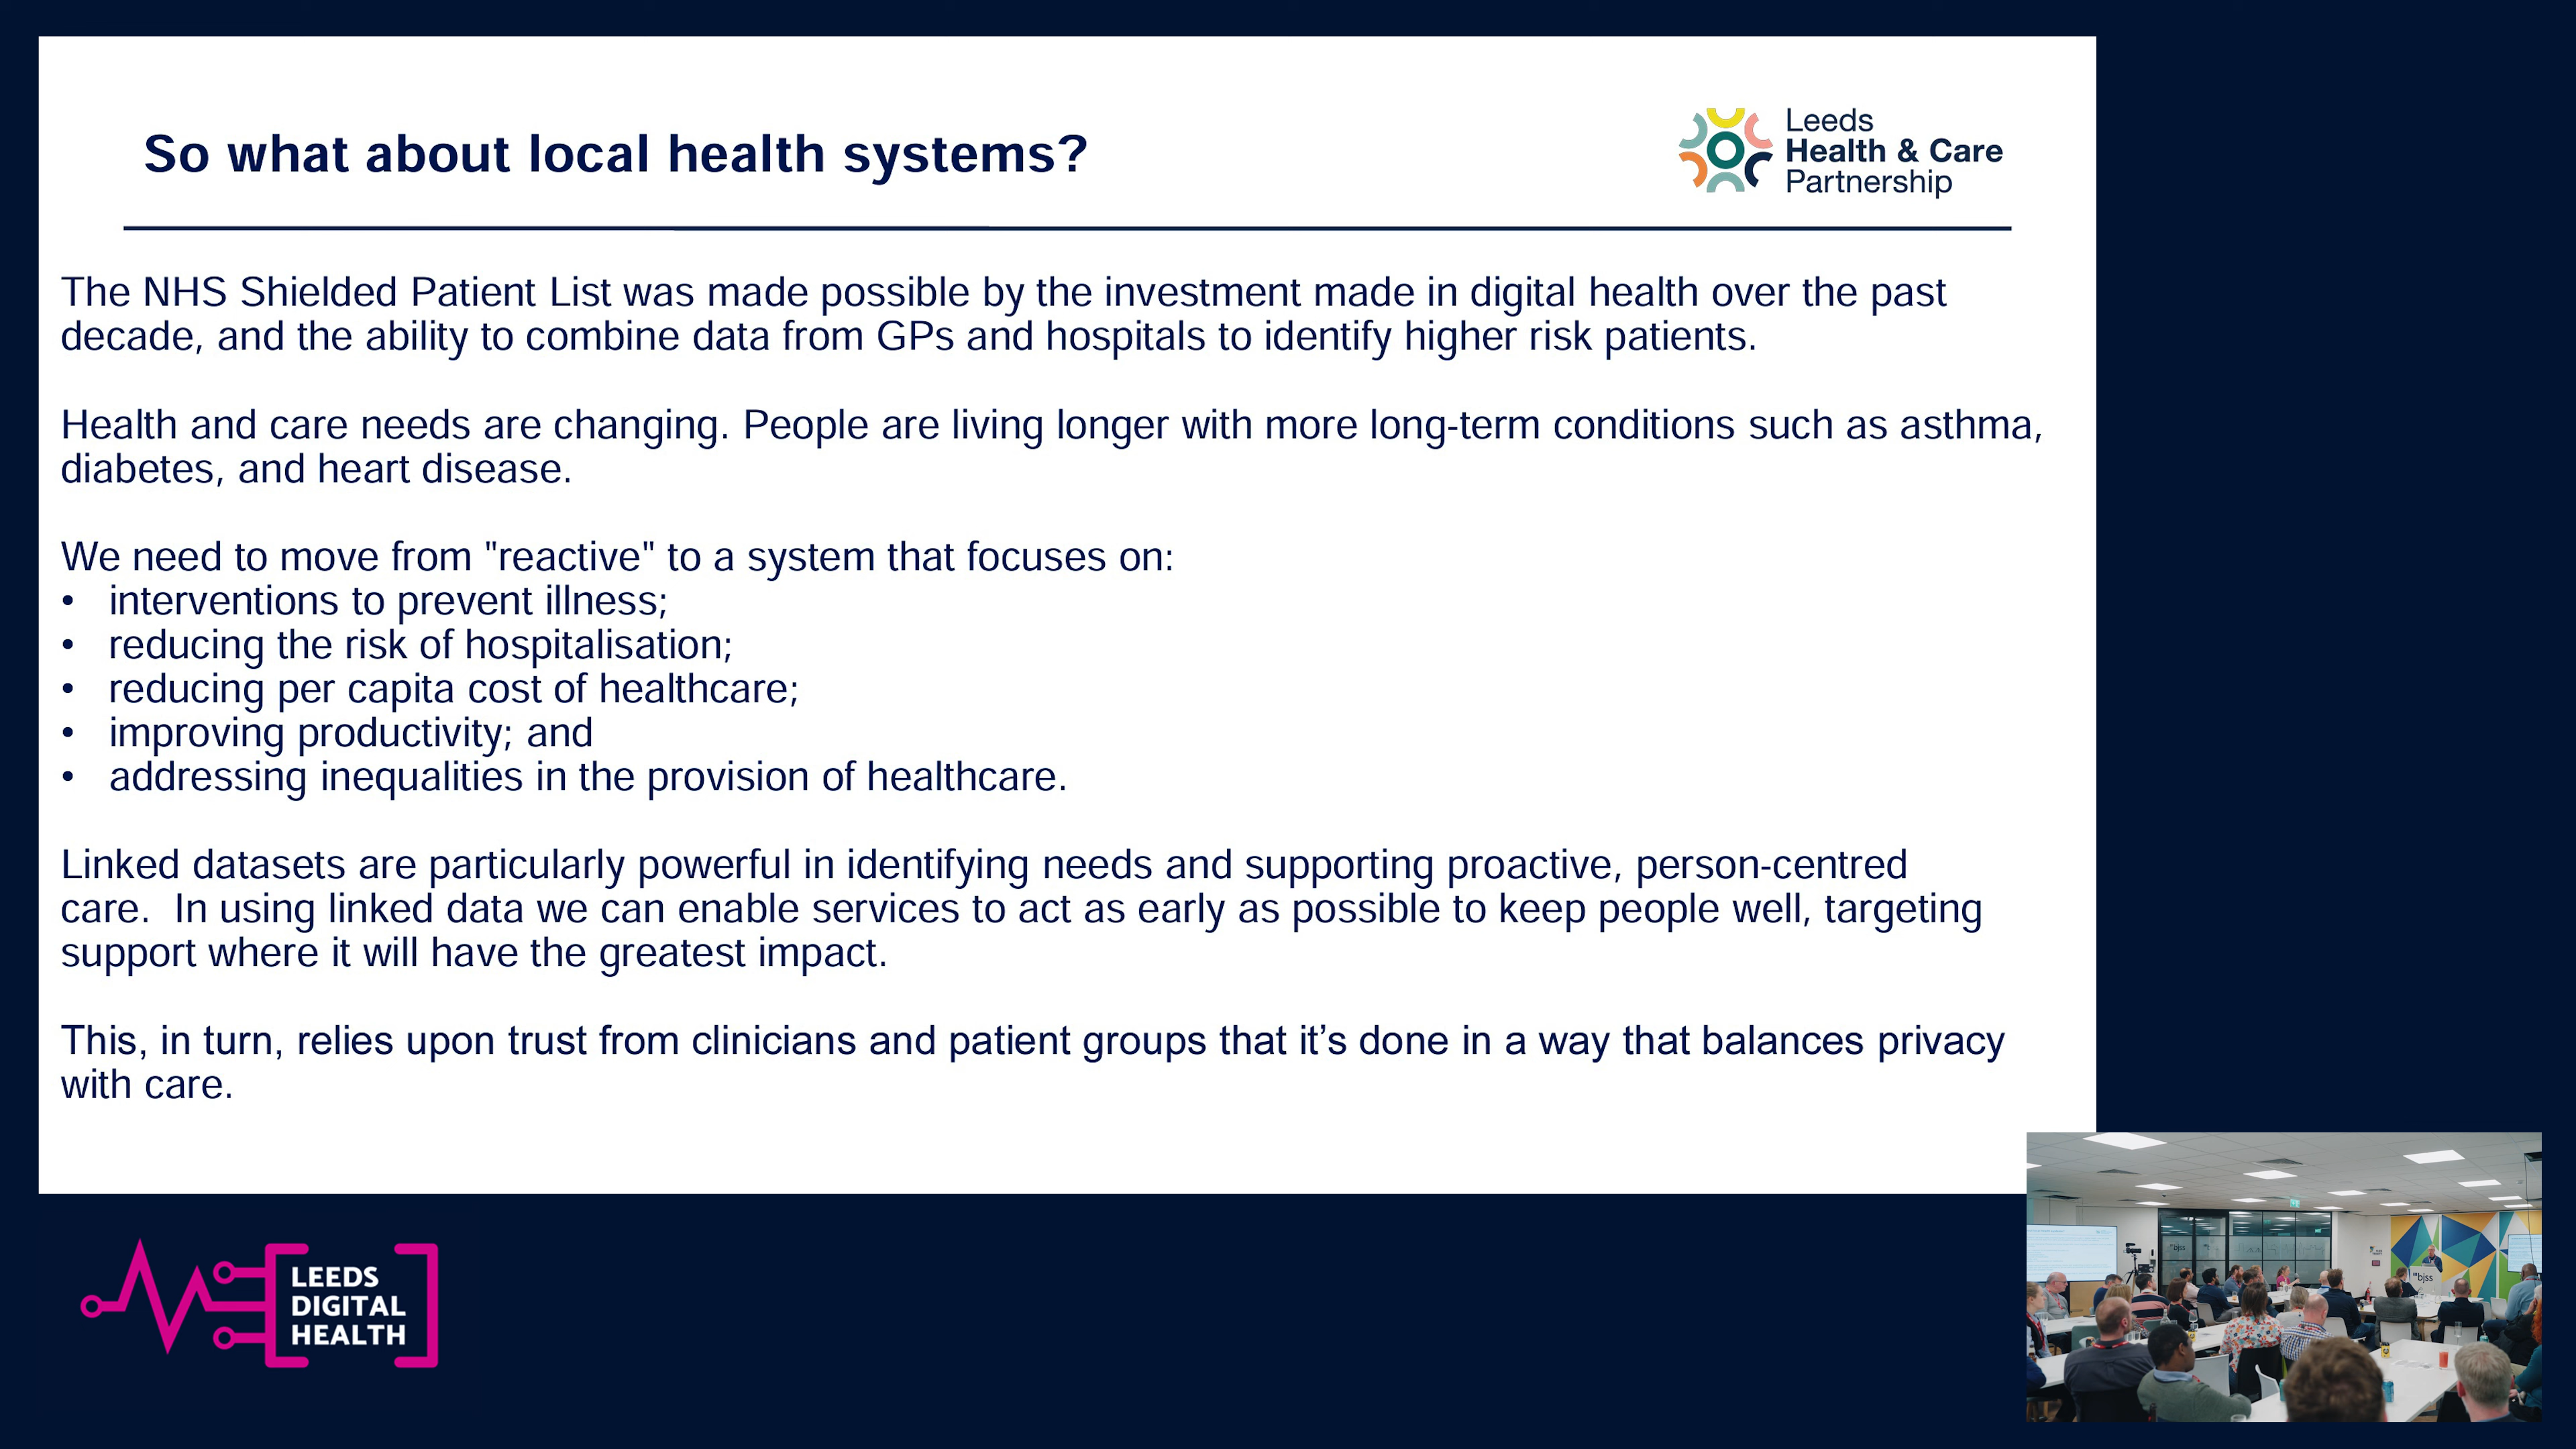 So what about local health systems?
Leeds
Health & Care
Partnership
The NHS Shielded Patient List was made possible by the investment made in digital health over the past
decade, and the ability to combine data from GPs and hospitals to identify higher risk patients.
Health and care needs are changing. People are living longer with more long-term conditions such as asthma,
diabetes, and heart disease.
We need to move from "reactive" to a system that focuses on:
• interventions to prevent illness;
• reducing the risk of hospitalisation;
• reducing per capita cost of healthcare;
• improving productivity; and
• addressing inequalities in the provision of healthcare.
Linked datasets are particularly powerful in identifying needs and supporting proactive, person-centred
care.  In using linked data we can enable services to act as early as possible to keep people well, targeting
support where it will have the greatest impact.
This, in turn, relies upon trust from clinicians and patient groups that it’s done in a way that balances privacy
with care.
LEEDS
DIGITAL
HEALTH
bjss
bjss